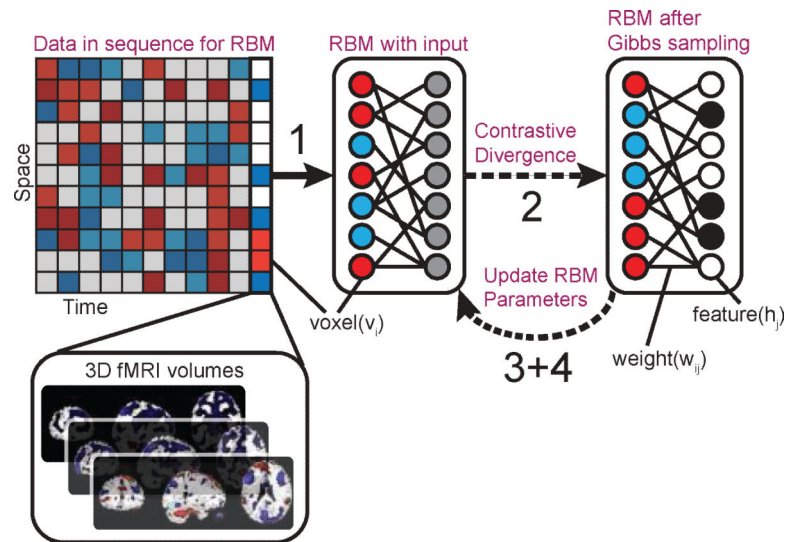 Data in sequence for RBM
RBM with input
RBM after
Gibbs sampling
Space
Time
1
Contrastive
Divergence
2
Update RBM
Parameters
3+4
voxel(v_i)
weight(w_ij)
feature(h_j)
3D fMRI volumes